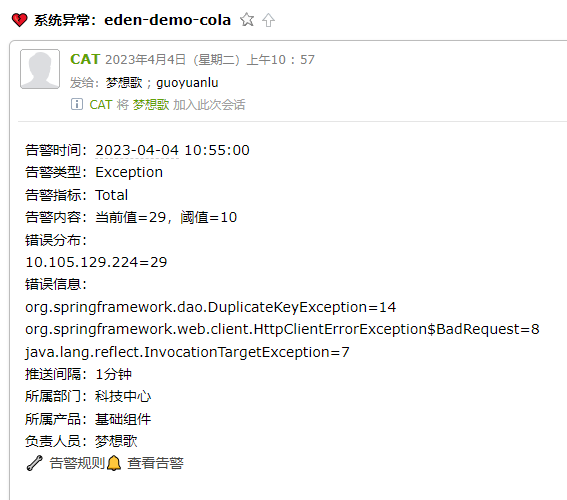 系统异常：eden-demo-cola
CAT 2023年4月4日（星期二）上午10：57
发给：梦想歌；guoyuanlu
CAT 将 梦想歌 加入此次会话
告警时间：2023-04-04 10:55:00
告警类型：Exception
告警指标：Total
告警内容：当前值=29，阈值=10
错误分布：
10.105.129.224=29
错误信息：
org.springframework.dao.DuplicateKeyException=14
org.springframework.web.client.HttpClientErrorException$BadRequest=8
java.lang.reflect.InvocationTargetException=7
推送间隔：1分钟
所属部门：科技中心
所属产品：基础组件
负责人员：梦想歌
告警规则 查看告警